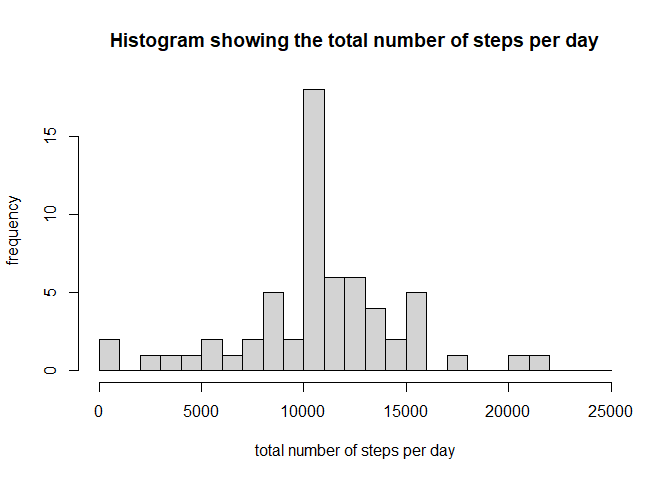 Histogram showing the total number of steps per day
frequency
15
10
5
0
0 5000 10000 15000 20000 25000
total number of steps per day